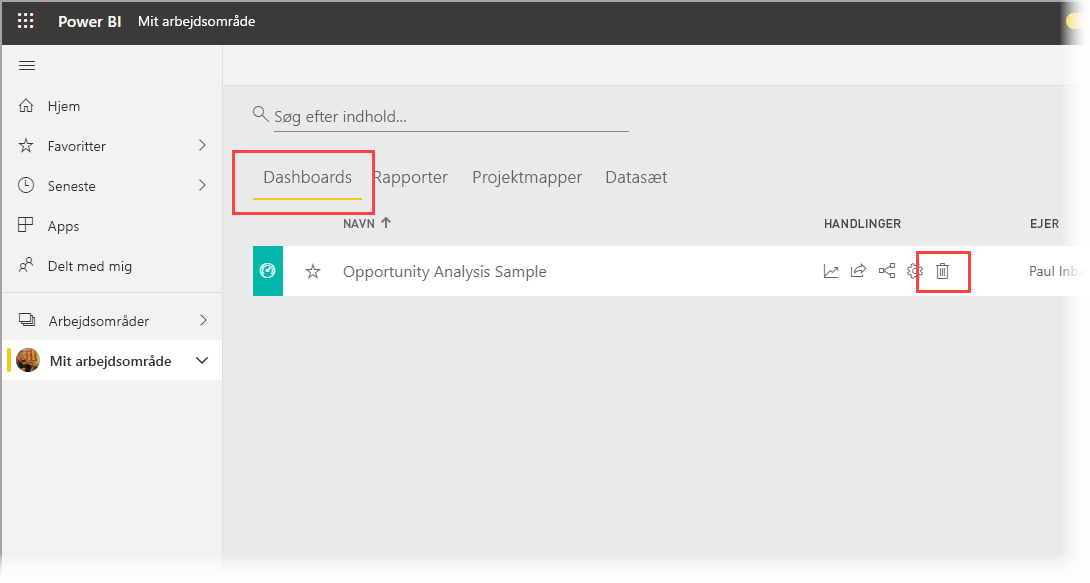 Power BI Mit arbejdsområde
Hjem
Favoritter
Seneste
Apps
Delt med mig
Arbejdsområder
Mit arbejdsområde
Søg efter indhold...
Dashboards Rapporter Projektmapper Datasæt
NAVN HANDLINGER EJER
Opportunity Analysis Sample Paul